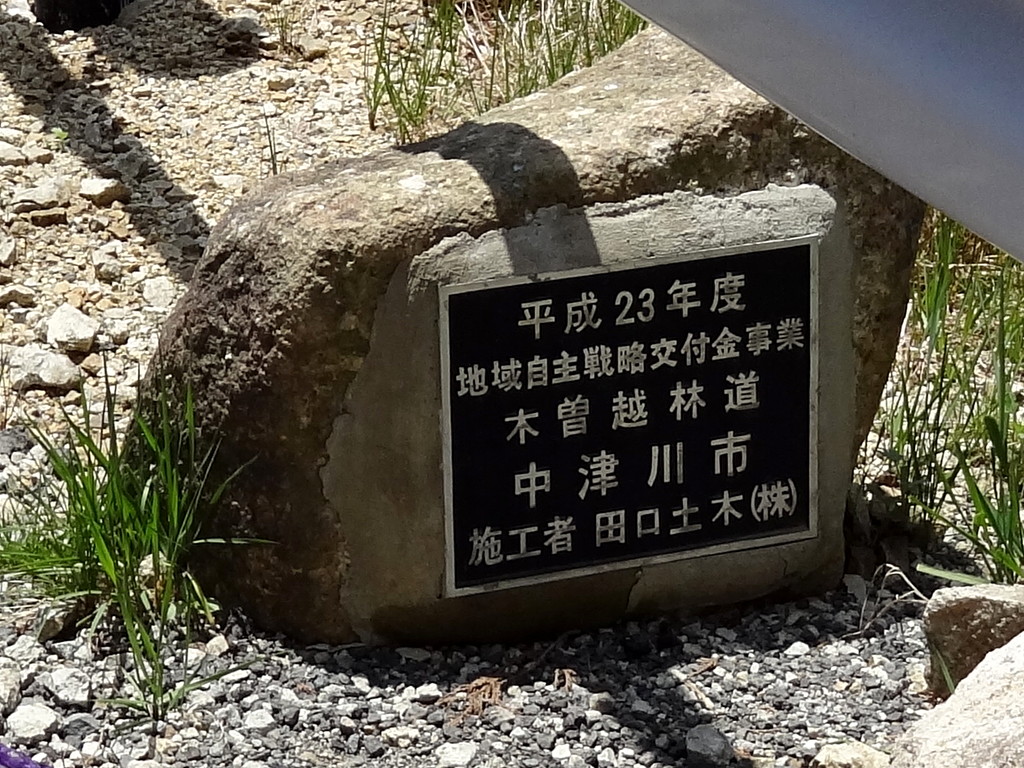 平成23年度
地域自主戦略交付金事業
木曽越林道
中津川市
施工者 田口土木(株)